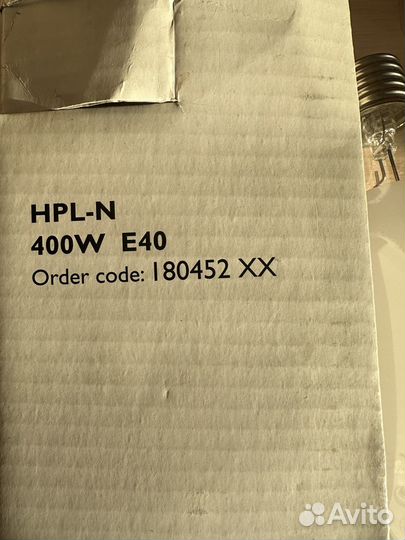 HPL-N
400W E40
Order code: 180452 XX
Avito